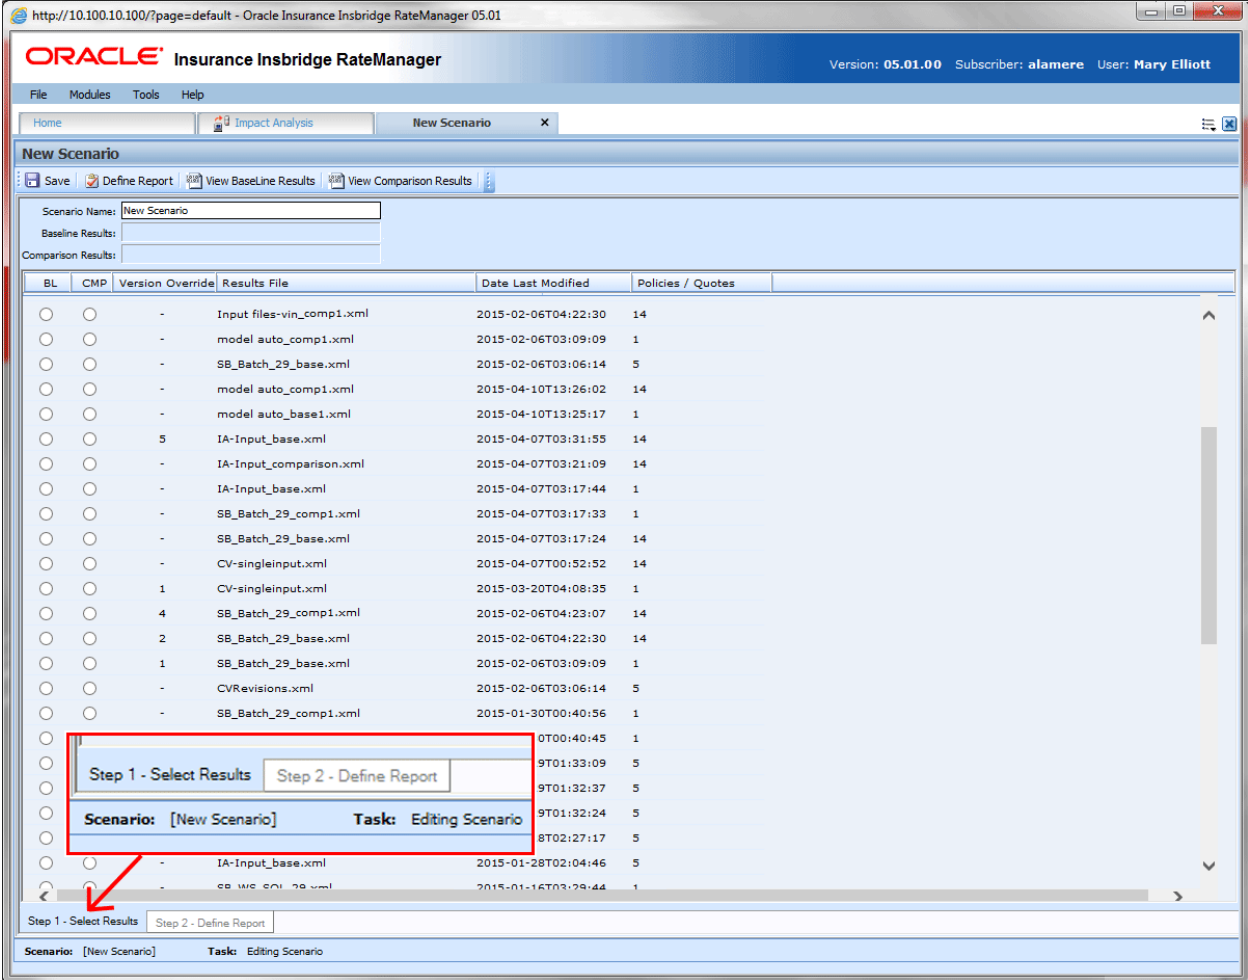 http://10.100.10.100/?page=default - Oracle Insurance Insbridge RateManager 05.01
ORACLE Insurance Insbridge RateManager
Version: 05.01.00 Subscriber: alamere User: Mary Elliott
File Modules Tools Help
Home Impact Analysis New Scenario
New Scenario
Save Define Report View BaseLine Results View Comparison Results
Scenario Name: New Scenario
Baseline Results:
Comparison Results:
BL CMP Version Override Results File Date Last Modified Policies / Quotes
- Input files-vin_comp1.xml 2015-02-06T04:22:30 14
- model auto_comp1.xml 2015-02-06T03:09:09 1
- SB_Batch_29_base.xml 2015-02-06T03:06:14 5
- model auto_comp1.xml 2015-04-10T13:26:02 14
- model auto_base1.xml 2015-04-10T13:25:17 1
5 IA-Input_base.xml 2015-04-07T03:31:55 14
- IA-Input_comparison.xml 2015-04-07T03:21:09 14
- IA-Input_base.xml 2015-04-07T03:17:44 1
- SB_Batch_29_comp1.xml 2015-04-07T03:17:33 1
- SB_Batch_29_base.xml 2015-04-07T03:17:24 14
- CV-singleinput.xml 2015-04-07T00:52:52 14
1 CV-singleinput.xml 2015-03-20T04:08:35 1
4 SB_Batch_29_comp1.xml 2015-02-06T04:23:07 14
2 SB_Batch_29_base.xml 2015-02-06T04:22:30 14
1 SB_Batch_29_base.xml 2015-02-06T03:09:09 1
- CVRevisions.xml 2015-02-06T03:06:14 5
- SB_Batch_29_comp1.xml 2015-01-30T00:40:56 1
0T00:40:45 1
9T01:33:09 5
Step 1 - Select Results Step 2 - Define Report
9T01:32:37 5
Scenario: [New Scenario] Task: Editing Scenario
9T01:32:24 5
8T02:27:17 5
- IA-Input_base.xml 2015-01-28T02:04:46 5
- SB_WS_SQL_29.xml 2015-01-16T03:29:44 1
Step 1 - Select Results Step 2 - Define Report
Scenario: [New Scenario] Task: Editing Scenario